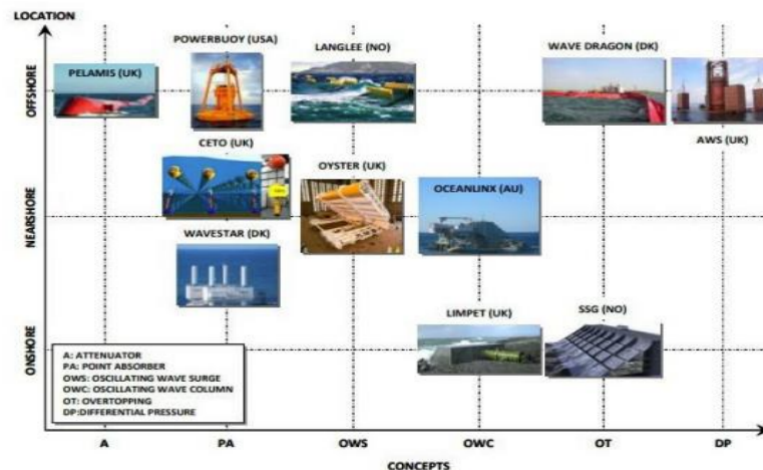 LOCATION
POWERBUOY (USA)
LANGLEE (NO)
WAVE DRAGON (DK)
PELAMIS (UK)
OFFSHORE
AWS (UK)
CETO (UK)
OYSTER (UK)
OCEANLINX (AU)
NEARSHORE
WAVESTAR (DK)
LIMPET (UK)
SSG (NO)
ONSHORE
A: ATTENUATOR
PA: POINT ABSORBER
OWS: OSCILLATING WAVE SURGE
OWC: OSCILLATING WAVE COLUMN
OT: OVERTOPPING
DP:DIFFERENTIAL PRESSURE
A PA OWS OWC OT DP
CONCEPTS